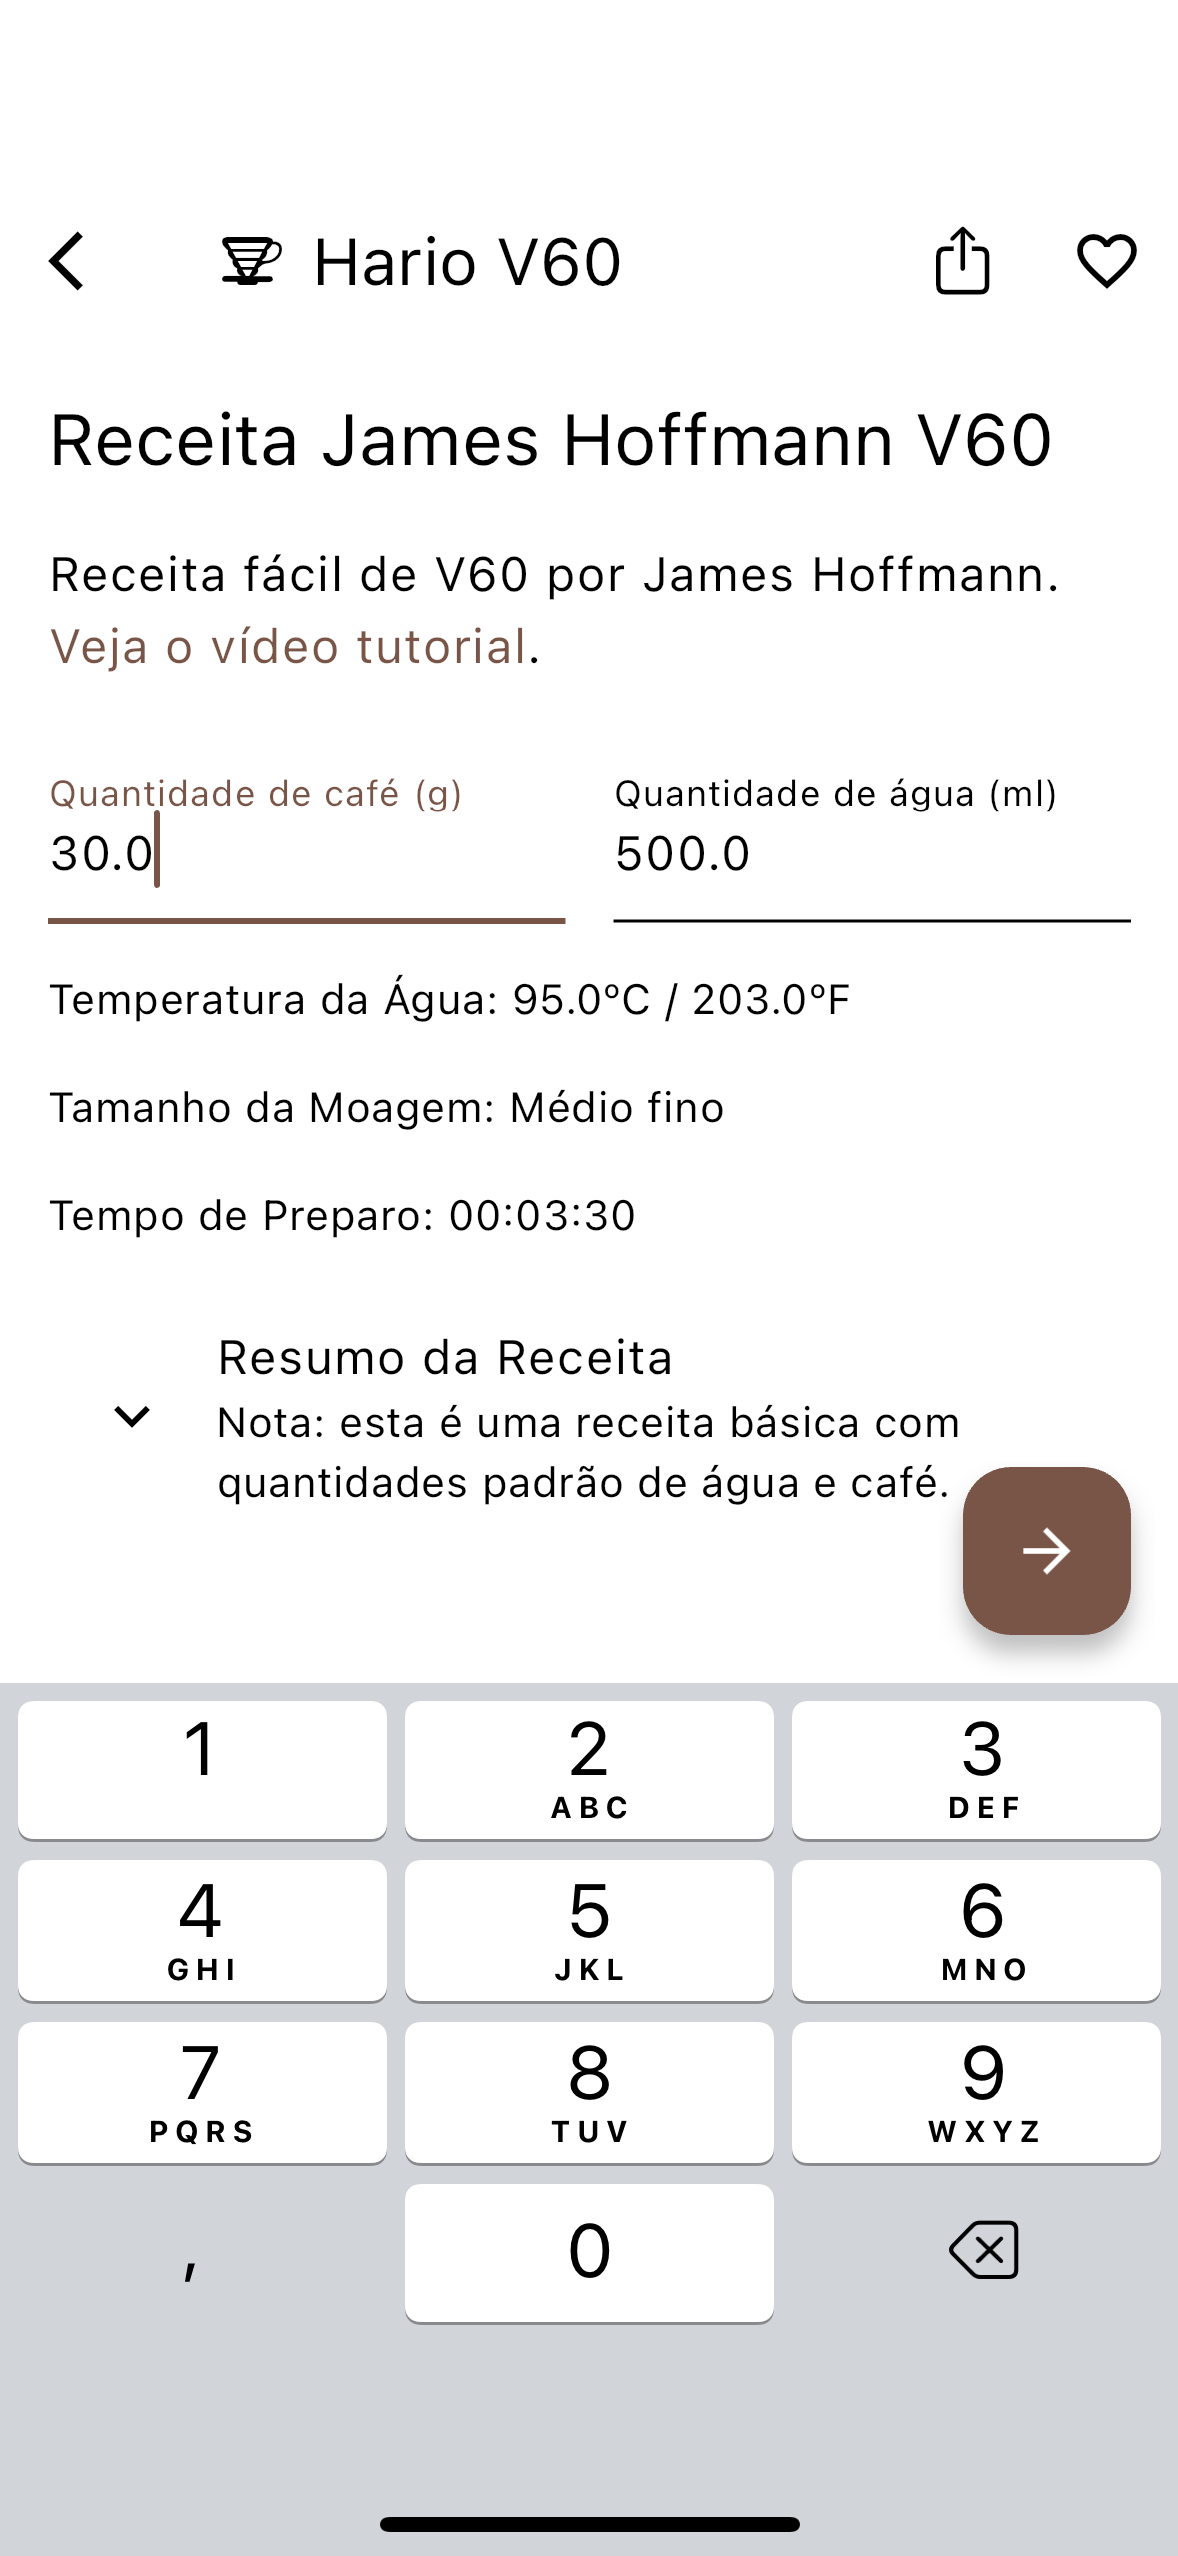 Hario V60
Receita James Hoffmann V60
Receita fácil de V60 por James Hoffmann.
Veja o vídeo tutorial.
Quantidade de café (g)
30.0
Quantidade de água (ml)
500.0
Temperatura da Água: 95.0ºC / 203.0ºF
Tamanho da Moagem: Médio fino
Tempo de Preparo: 00:03:30
Resumo da Receita
Nota: esta é uma receita básica com
quantidades padrão de água e café.
1
2
ABC
3
DEF
4
GHI
5
JKL
6
MNO
7
PQRS
8
TUV
9
WXYZ
,
0